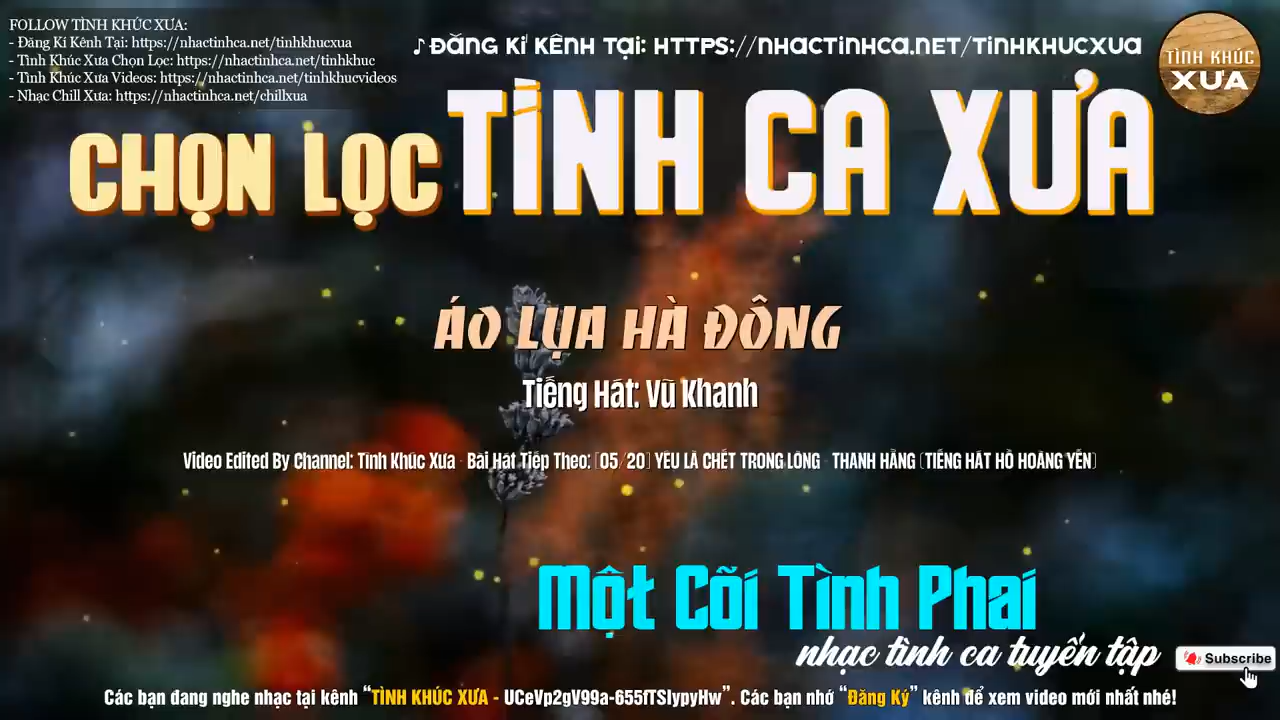 FOLLOW TÌNH KHÚC XƯA:
- Đăng Kí Kênh Tại: https://nhactinhca.net/tinhkhucxua
- Tình Khúc Xưa Chọn Lọc: https://nhactinhca.net/tinhkhuc
- Tình Khúc Xưa Videos: https://nhactinhca.net/tinhkhucvideos
- Nhạc Chill Xưa: https://nhactinhca.net/chillxua
♪ ĐĂNG KÍ KÊNH TẠI: HTTPS://NHACTINHCA.NET/TINHKHUCXUA
TÌNH KHÚC
XƯA
CHỌN LỌC TÌNH CA XƯA
ÁO LỤA HÀ ĐÔNG
Tiếng Hát: Vũ Khanh
Video Edited By Channel: Tình Khúc Xưa - Bài Hát Tiếp Theo: [05/20] YÊU LÀ CHẾT TRONG LÒNG - THANH HẰNG (TIẾNG HÁT HỒ HOÀNG YẾN)
Một Cõi Tình Phai
nhạc tình ca tuyển tập
Subscribe
Các bạn đang nghe nhạc tại kênh “TÌNH KHÚC XƯA - UCeVp2gV99a-655fTSIypyHw”. Các bạn nhớ “Đăng Ký” kênh để xem video mới nhất nhé!